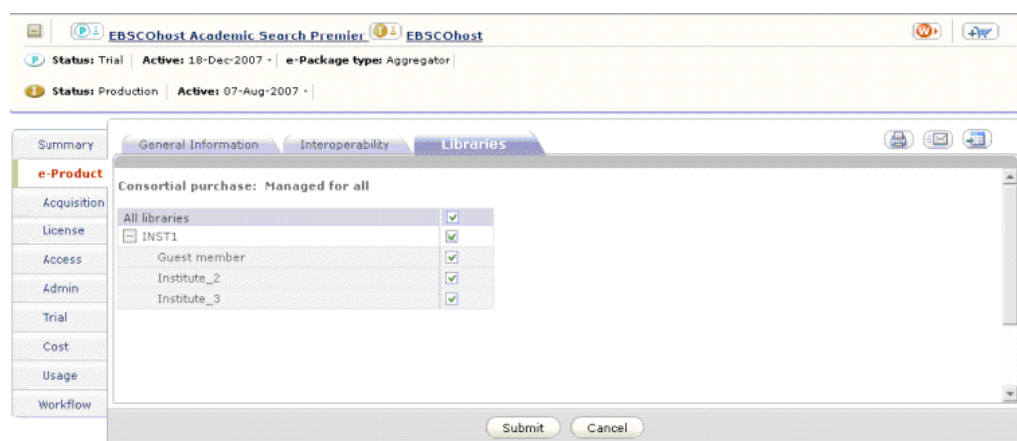 P i EBSCOhost Academic Search Premier i i EBSCOhost W
P Status: Trial Active: 18-Dec-2007 - e-Package type: Aggregator
i Status: Production Active: 07-Aug-2007 -
Summary General Information Interoperability Libraries
e-Product
Consortial purchase: Managed for all
Acquisition
All libraries
License INST1
Access Guest member
Institute_2
Admin
Institute_3
Trial
Cost
Usage
Workflow
Submit Cancel